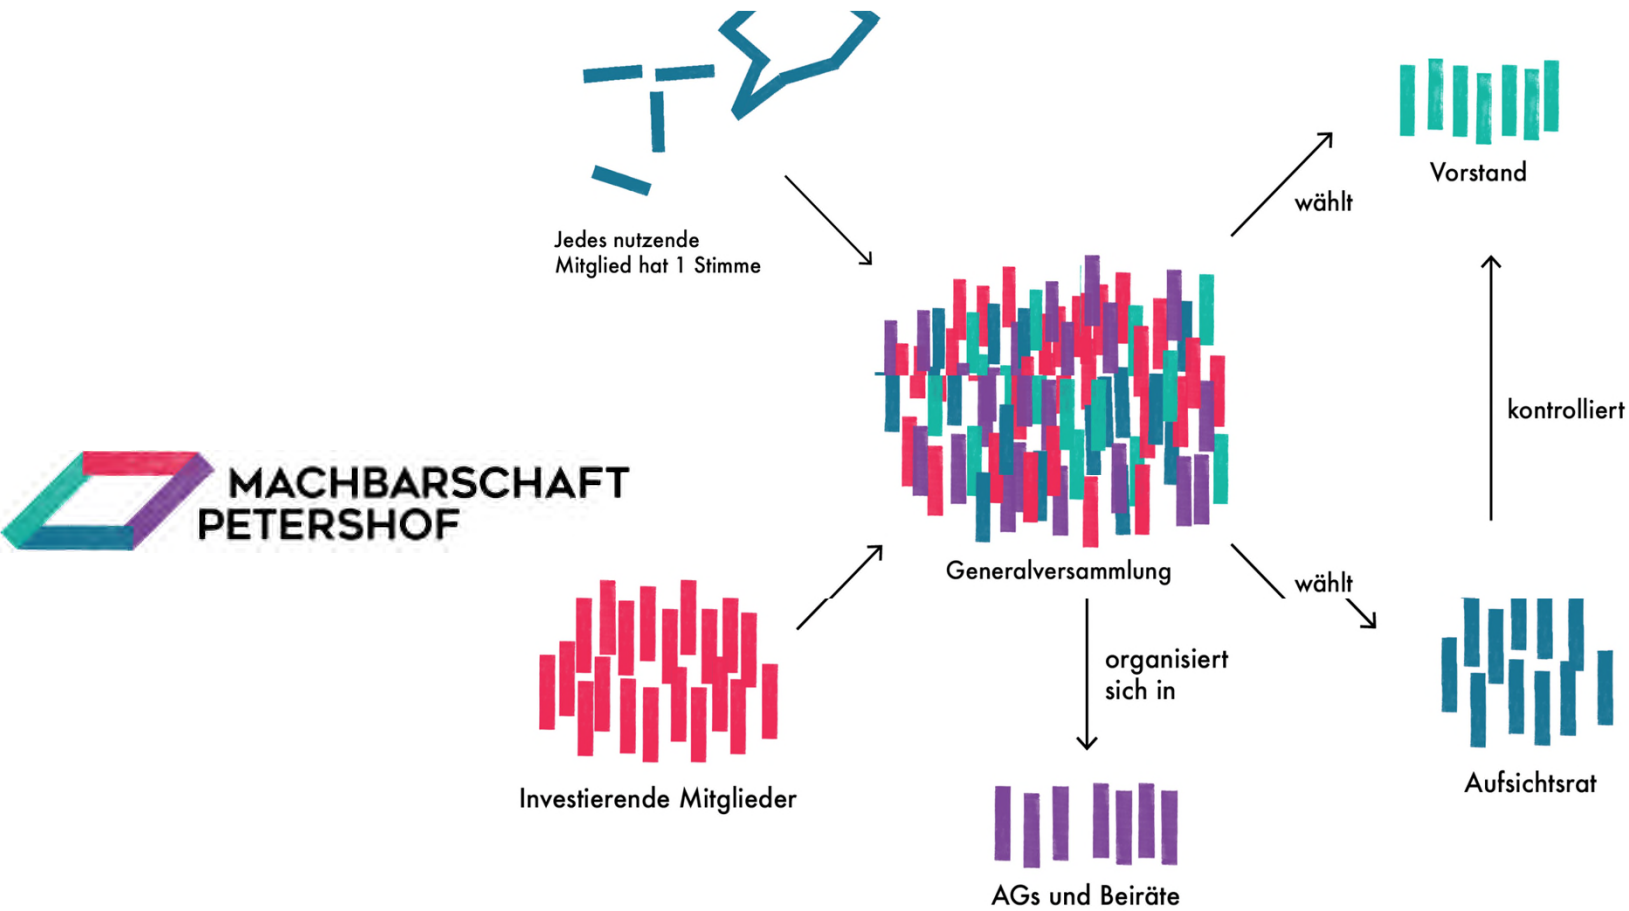 Vorstand
wählt
Jedes nutzende
Mitglied hat 1 Stimme
kontrolliert
MACHBARSCHAFT
PETERSHOF
Generalversammlung
wählt
organisiert
sich in
Investierende Mitglieder
Aufsichtsrat
AGs und Beiräte